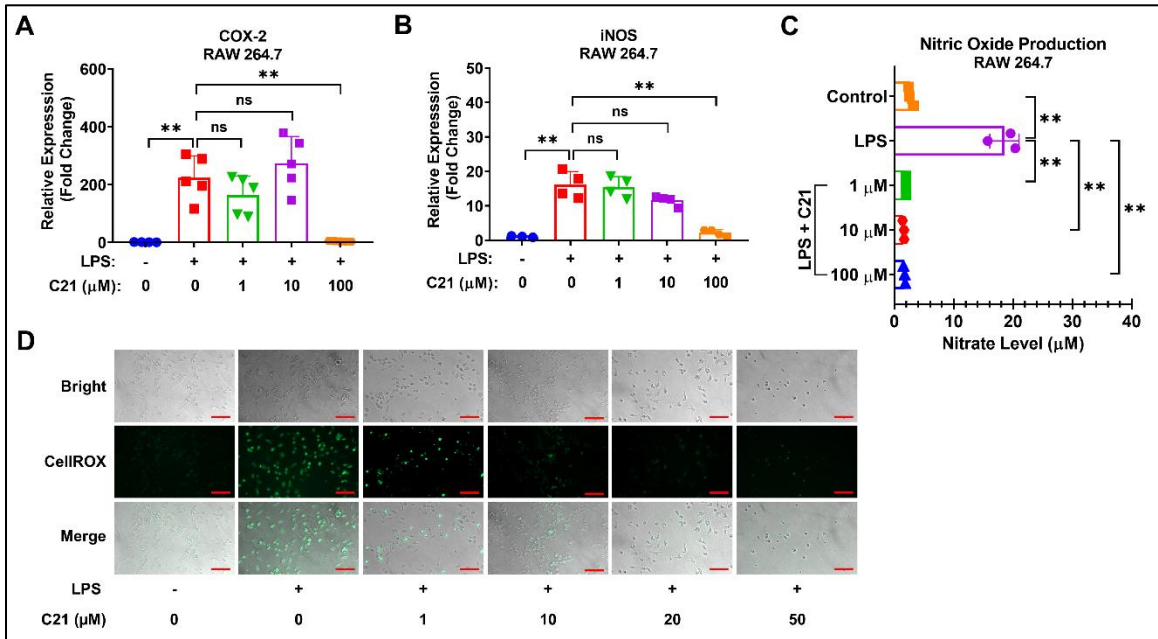 A
COX-2
RAW 264.7
Relative Expresssion
(Fold Change)
600
400
200
0
**
ns
ns
**
LPS: - + + + +
C21 (μM): 0 0 1 10 100
B
iNOS
RAW 264.7
Relative Expresssion
(Fold Change)
50
40
30
20
10
0
**
ns
ns
**
LPS: - + + + +
C21 (μM): 0 0 1 10 100
C
Nitric Oxide Production
RAW 264.7
Control
LPS
LPS + C21
1 μM
10 μM
100 μM
**
**
**
**
0 10 20 30 40
Nitrate Level (μM)
D
Bright
CellROX
Merge
LPS - + + + + +
C21 (μM) 0 0 1 10 20 50